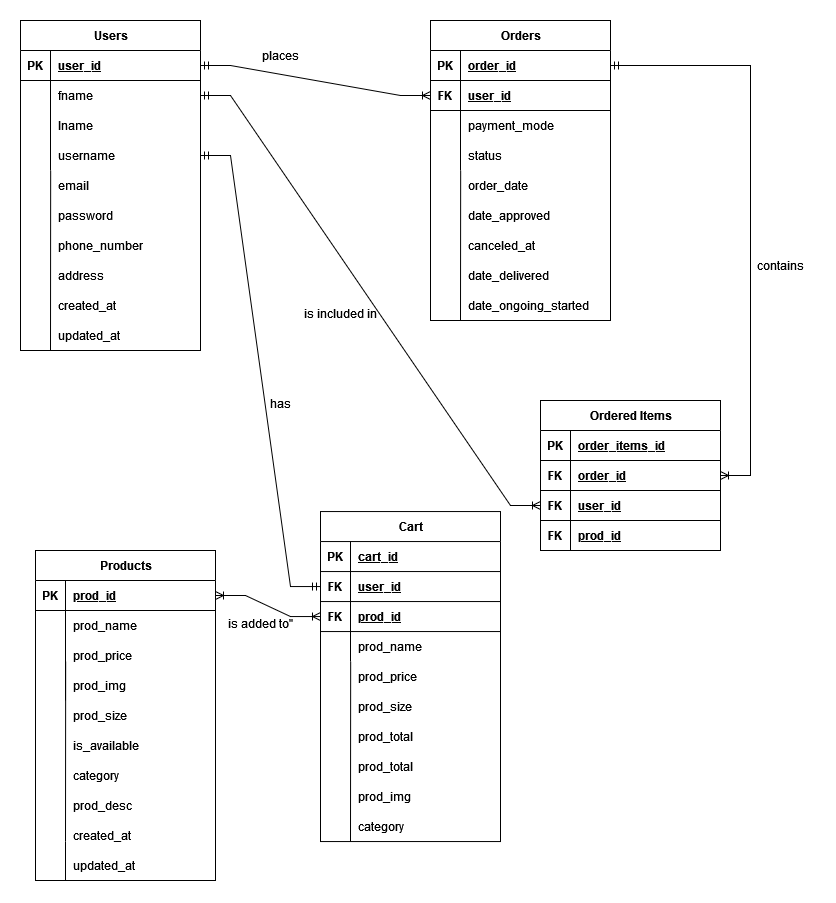 Users
PK user_id
fname
lname
username
email
password
phone_number
address
created_at
updated_at
places
Orders
PK order_id
FK user_id
payment_mode
status
order_date
date_approved
canceled_at
date_delivered
date_ongoing_started
contains
is included in
has
Ordered Items
PK order_items_id
FK order_id
FK user_id
FK prod_id
Cart
PK cart_id
FK user_id
FK prod_id
prod_name
prod_price
prod_size
prod_total
prod_total
prod_img
category
is added to"
Products
PK prod_id
prod_name
prod_price
prod_img
prod_size
is_available
category
prod_desc
created_at
updated_at